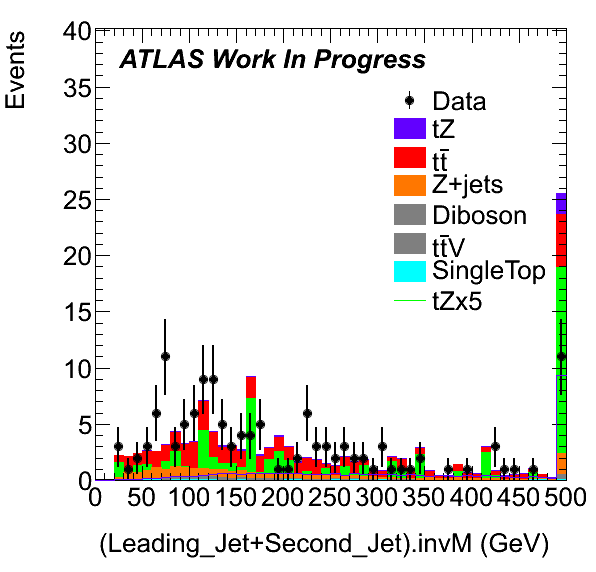 Events
ATLAS Work In Progress
Data
tZ
tt̄
Z+jets
Diboson
tt̄V
SingleTop
tZx5
40
35
30
25
20
15
10
5
0
0 50 100 150 200 250 300 350 400 450 500
(Leading_Jet+Second_Jet).invM (GeV)